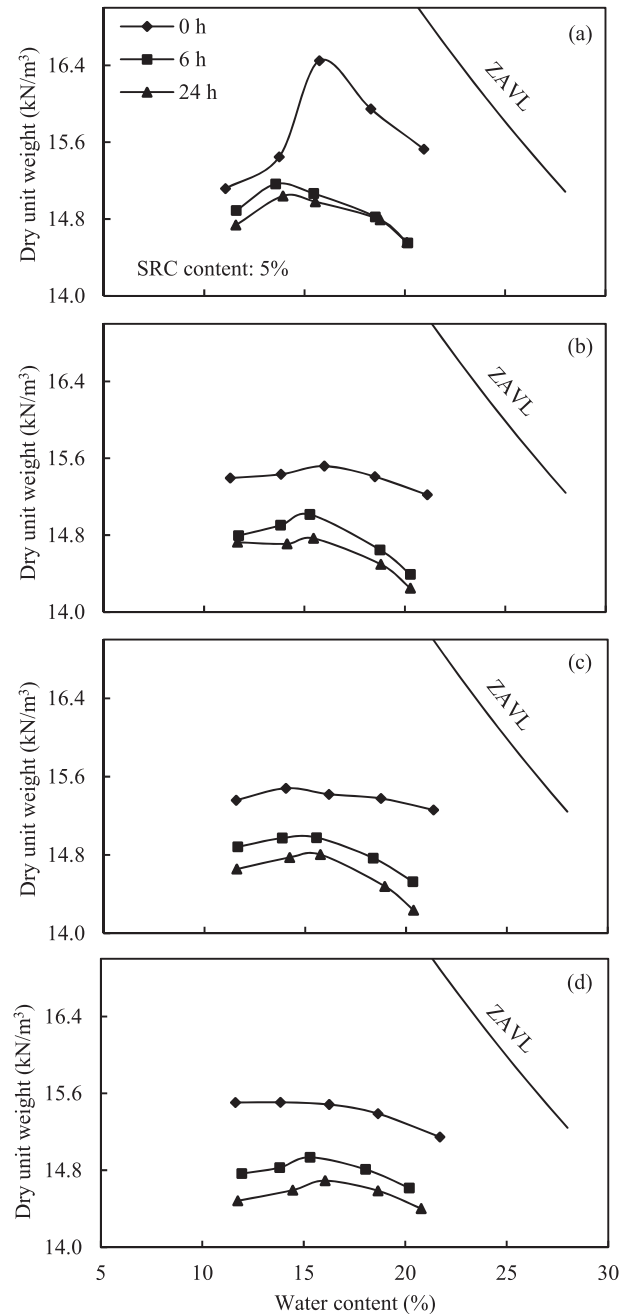 (a)
0 h
6 h
24 h
ZAVL
SRC content: 5%
Dry unit weight (kN/m³)
16.4
15.6
14.8
14.0
(b)
ZAVL
Dry unit weight (kN/m³)
16.4
15.6
14.8
14.0
(c)
ZAVL
Dry unit weight (kN/m³)
16.4
15.6
14.8
14.0
(d)
ZAVL
Dry unit weight (kN/m³)
16.4
15.6
14.8
14.0
5 10 15 20 25 30
Water content (%)